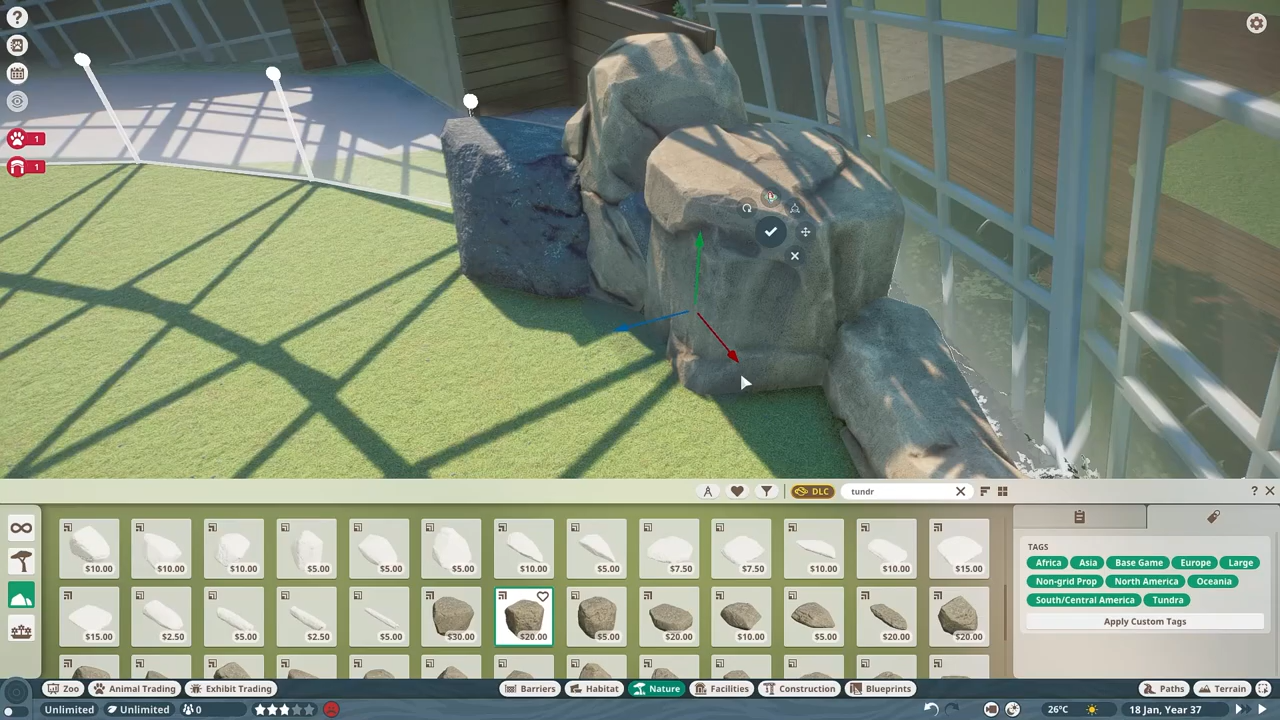 ?
1
1
DLC
tundr
?
$10.00
$10.00
$10.00
$5.00
$5.00
$5.00
$10.00
$5.00
$7.50
$7.50
$10.00
$10.00
$15.00
$15.00
$2.50
$5.00
$2.50
$5.00
$30.00
$20.00
$5.00
$20.00
$10.00
$5.00
$20.00
$20.00
TAGS
Africa
Asia
Base Game
Europe
Large
Non-grid Prop
North America
Oceania
South/Central America
Tundra
Apply Custom Tags
Zoo
Animal Trading
Exhibit Trading
Barriers
Habitat
Nature
Facilities
Construction
Blueprints
Paths
Terrain
Unlimited
Unlimited
0
26°C
18 Jan, Year 37